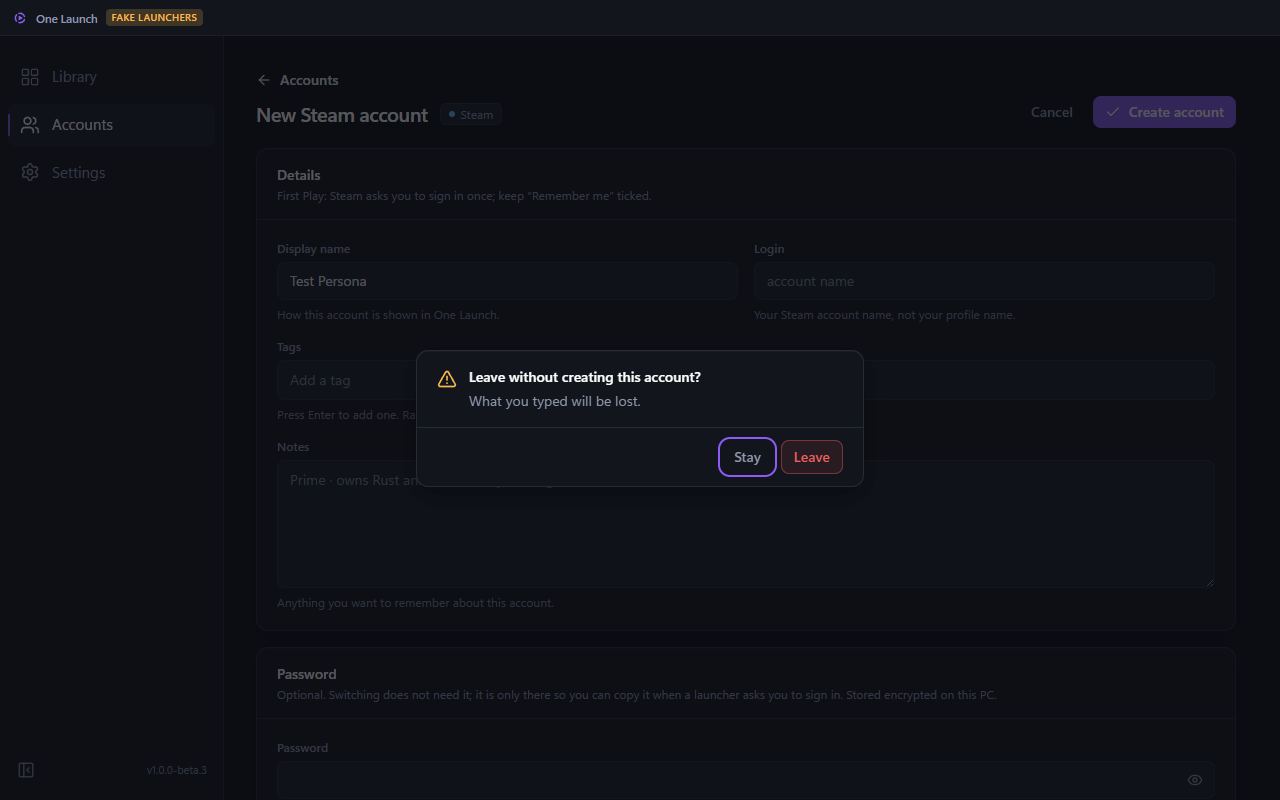 One Launch FAKE LAUNCHERS
Library
Accounts
Settings
Accounts
New Steam account
Steam
Cancel
Create account
Details
First Play: Steam asks you to sign in once; keep "Remember me" ticked.
Display name
Login
Test Persona
account name
How this account is shown in One Launch.
Your Steam account name, not your profile name.
Tags
Add a tag
Press Enter to add one.
Leave without creating this account?
What you typed will be lost.
Stay
Leave
Notes
Prime · owns Rust
Anything you want to remember about this account.
Password
Optional. Switching does not need it; it is only there so you can copy it when a launcher asks you to sign in. Stored encrypted on this PC.
Password
v1.0.0-beta.3